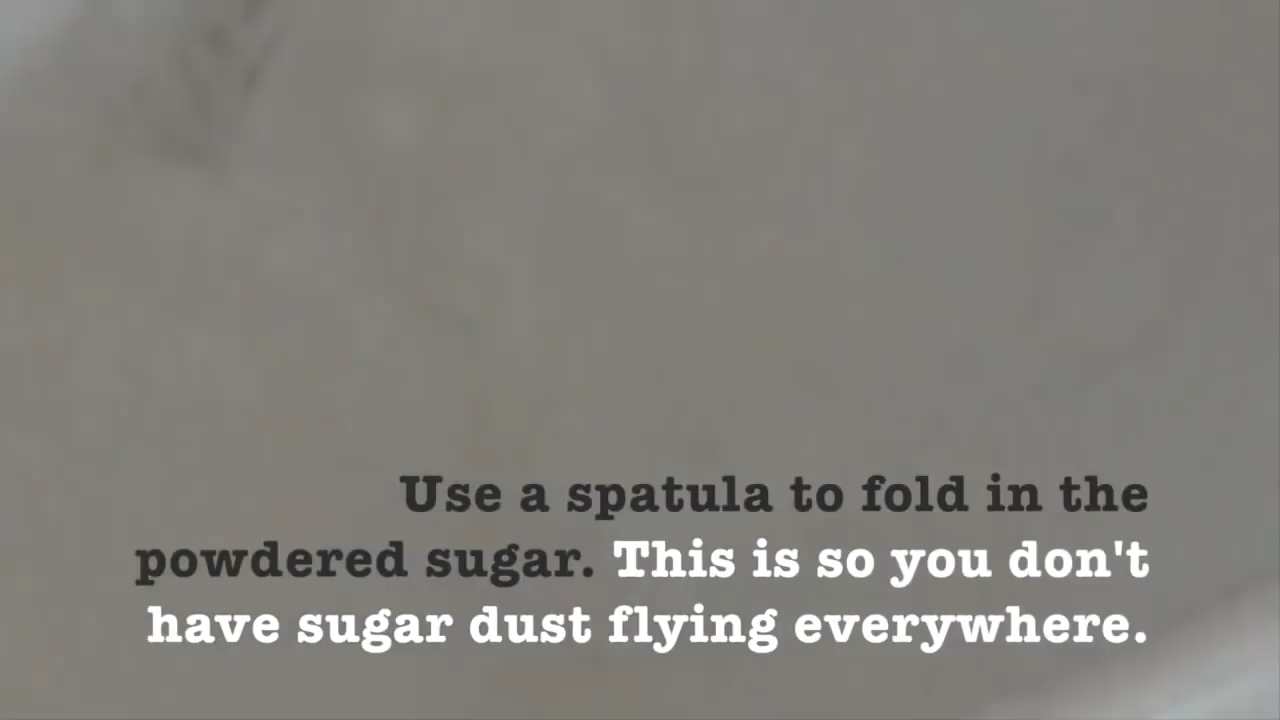 Use a spatula to fold in the
powdered sugar. This is so you don't
have sugar dust flying everywhere.